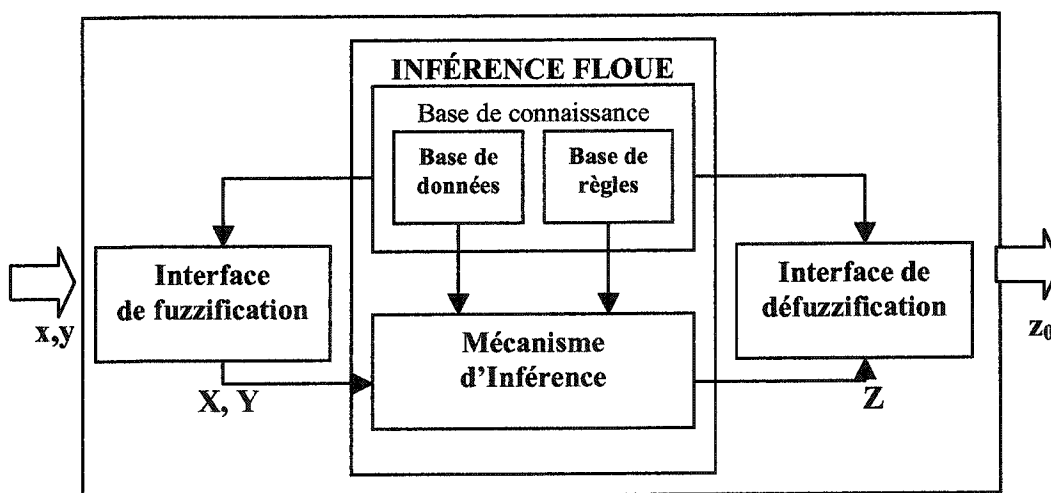 INFÉRENCE FLOUE
Base de connaissance
Base de
données
Base de
règles
Interface
de fuzzification
Interface de
défuzzification
x,y
z₀
Mécanisme
d'Inférence
X, Y
Z